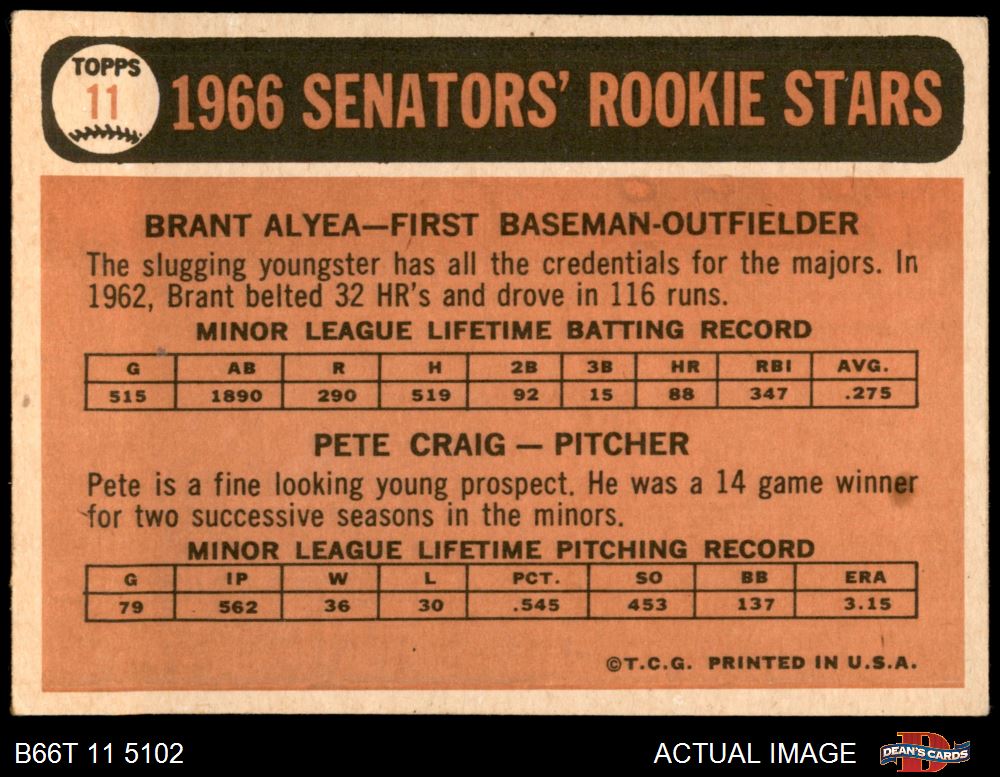 TOPPS
11
1966 SENATORS' ROOKIE STARS
BRANT ALYEA—FIRST BASEMAN-OUTFIELDER
The slugging youngster has all the credentials for the majors. In
1962, Brant belted 32 HR's and drove in 116 runs.
MINOR LEAGUE LIFETIME BATTING RECORD
G AB R H 2B 3B HR RBI AVG.
515 1890 290 519 92 15 88 347 .275
PETE CRAIG — PITCHER
Pete is a fine looking young prospect. He was a 14 game winner
for two successive seasons in the minors.
MINOR LEAGUE LIFETIME PITCHING RECORD
G IP W L PCT. SO BB ERA
79 562 36 30 .545 453 137 3.15
©T.C.G. PRINTED IN U.S.A.
B66T 11 5102 ACTUAL IMAGE DEAN'S CARDS